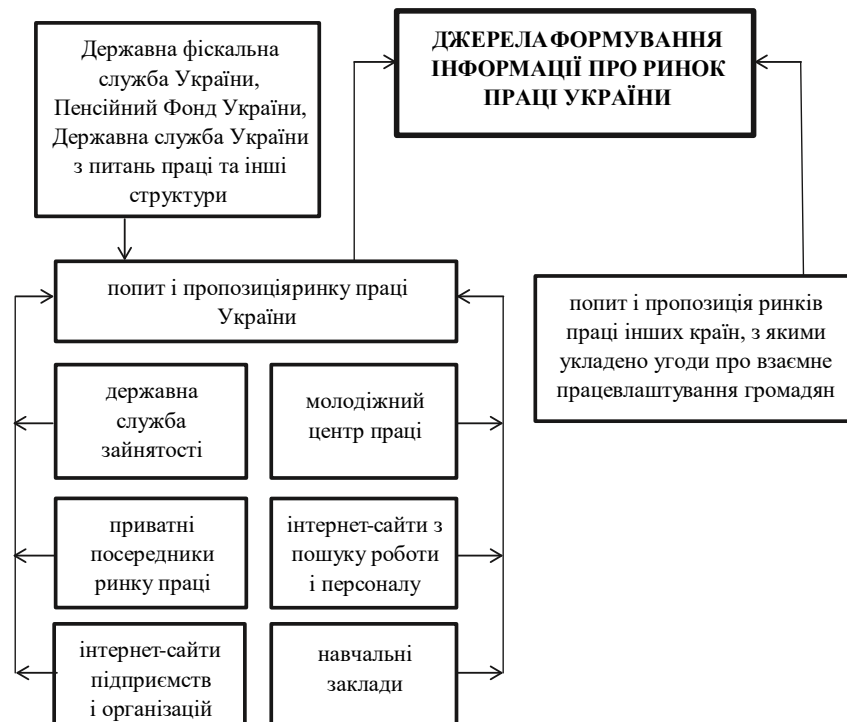 Державна фіскальна
служба України,
Пенсійний Фонд України,
Державна служба України
з питань праці та інші
структури
ДЖЕРЕЛАФОРМУВАННЯ
ІНФОРМАЦІЇ ПРО РИНОК
ПРАЦІ УКРАЇНИ
попит і пропозиціяринку праці
України
попит і пропозиція ринків
праці інших країн, з якими
укладено угоди про взаємне
працевлаштування громадян
державна
служба
зайнятості
молодіжний
центр праці
приватні
посередники
ринку праці
інтернет-сайти з
пошуку роботи
і персоналу
інтернет-сайти
підприємств
і організацій
навчальні
заклади